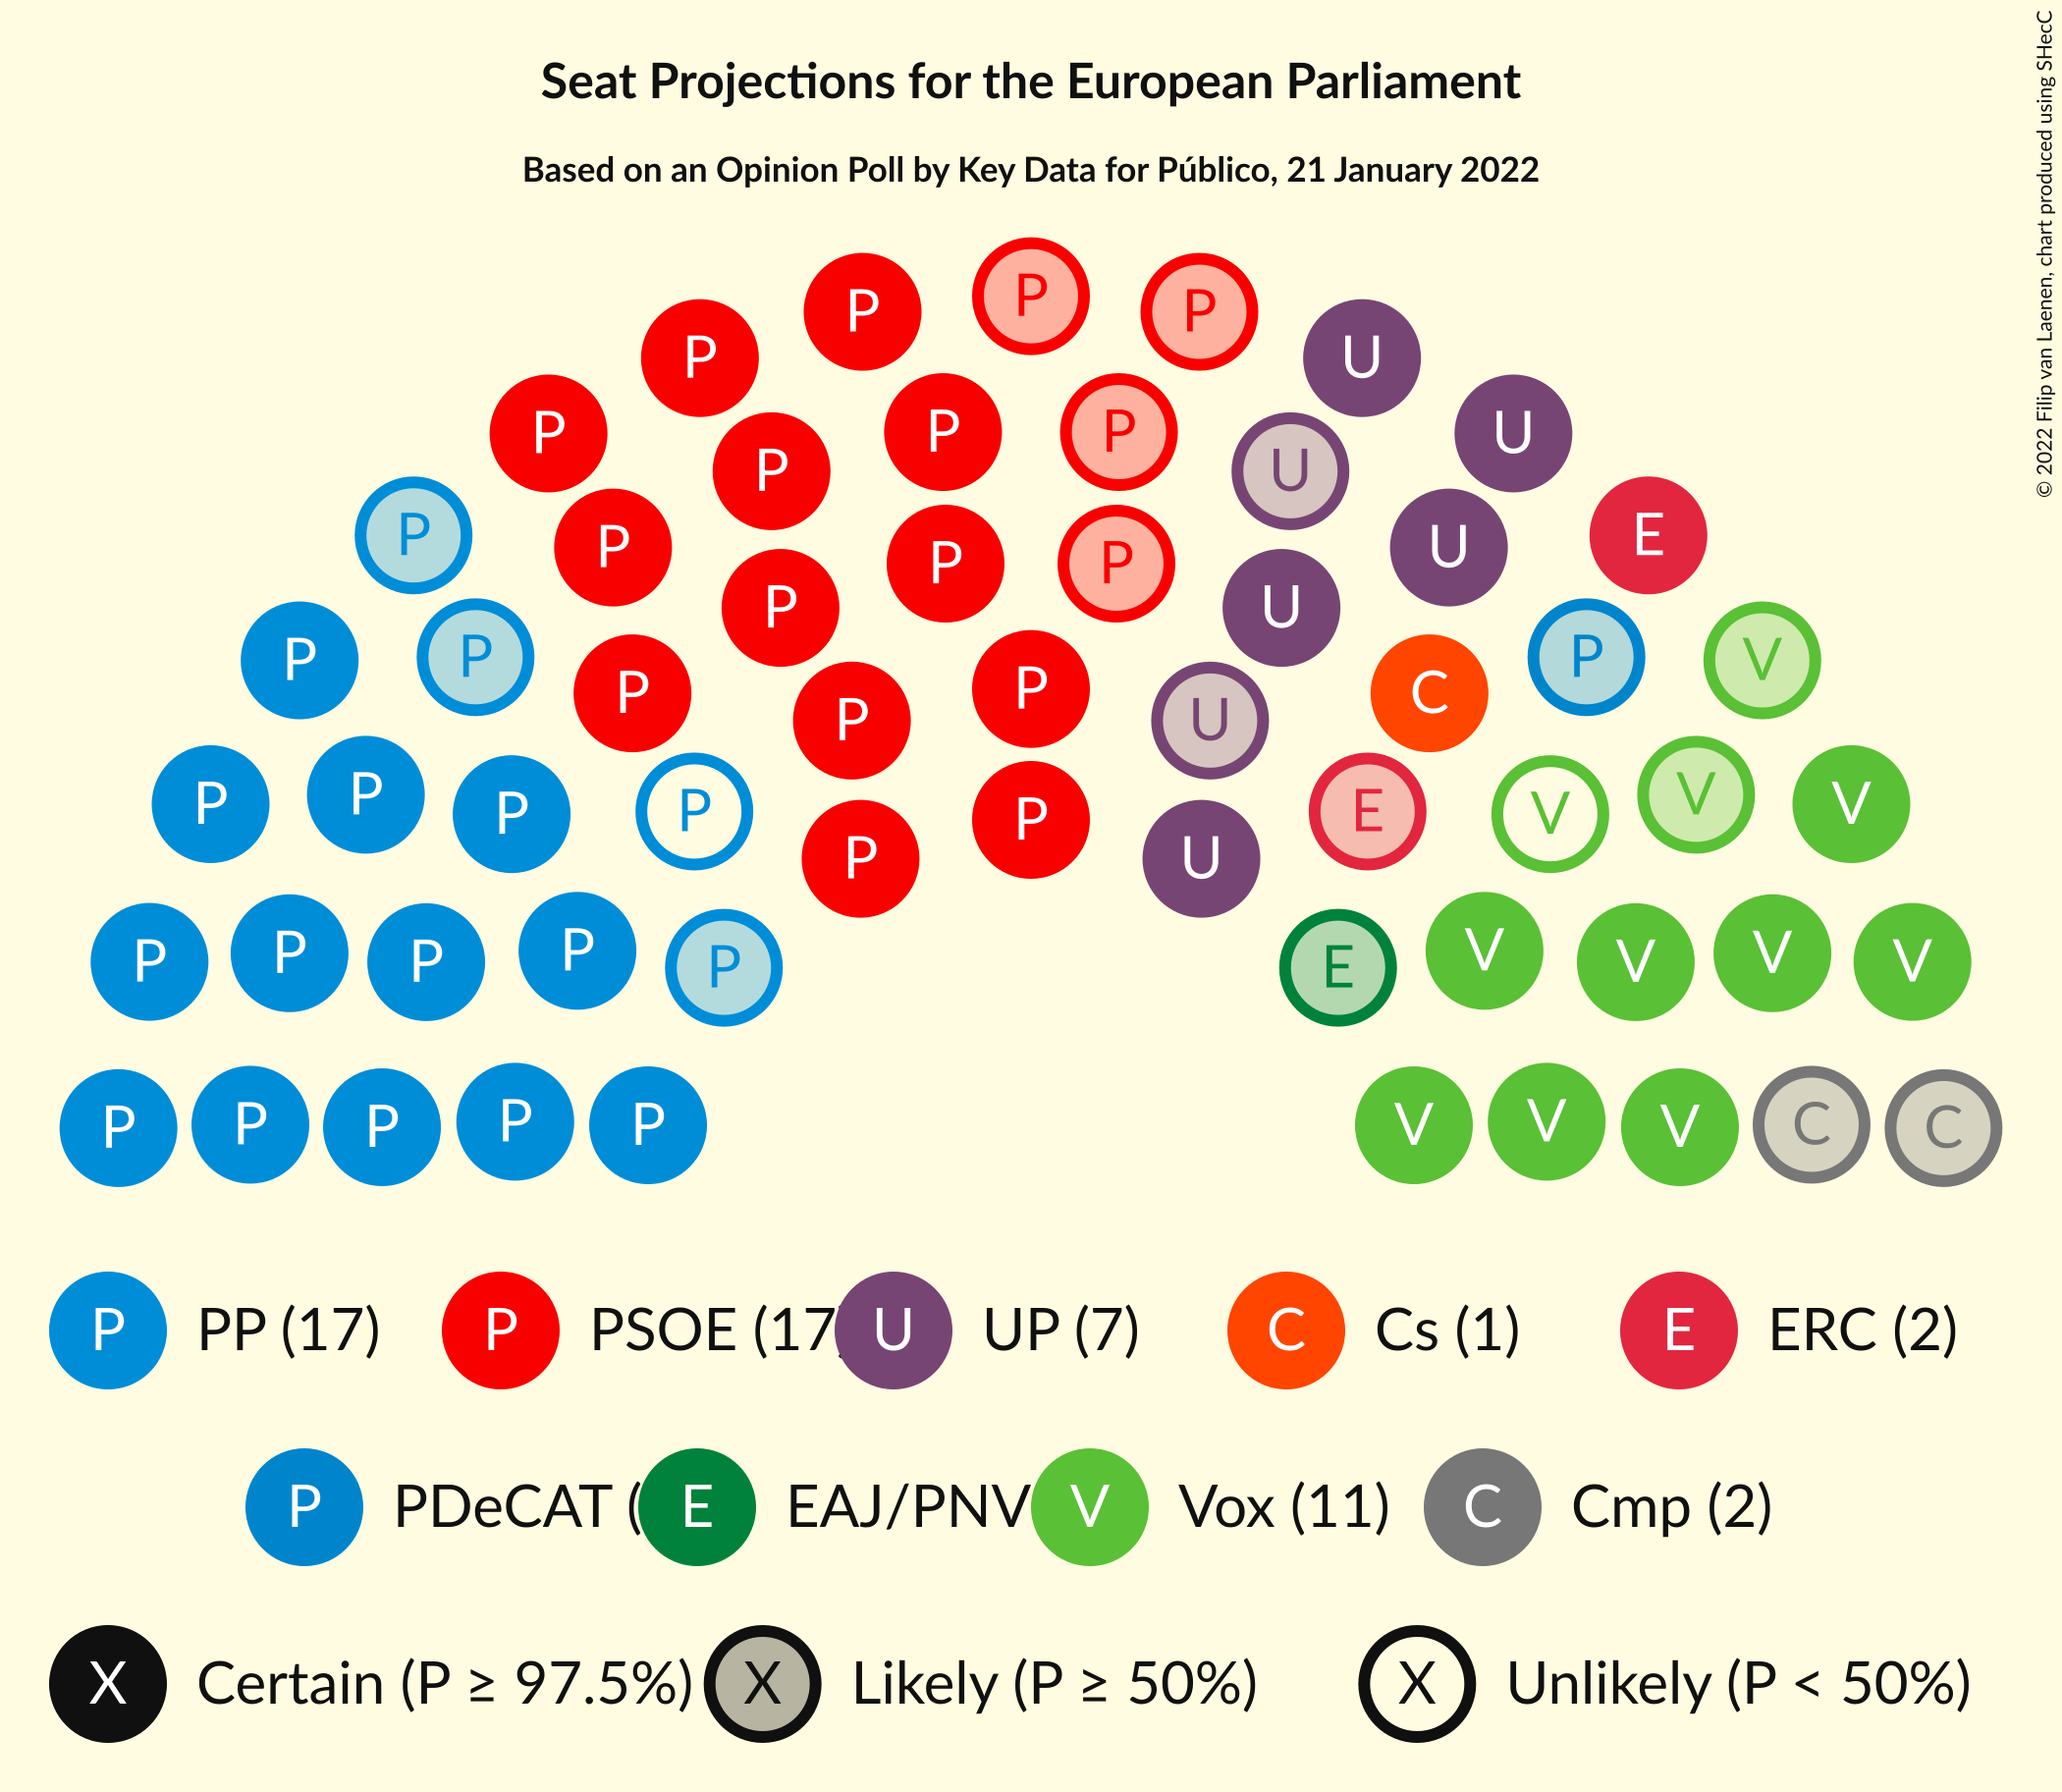 Seat Projections for the European Parliament
Based on an Opinion Poll by Key Data for Público, 21 January 2022
© 2022 Filip van Laenen, chart produced using SHecC
P P P
P P U
P P U
P P P U U
P P U E
P P P U
P P P V
P P C
P P U
P P P V V V
P P E
P P
P U
P P P P V V V V
P E
P P P P P V V V C C
P PP (17) P PSOE (17 U UP (7) C Cs (1) E ERC (2)
P PDeCAT ( E EAJ/PNV V Vox (11) C Cmp (2)
X Certain (P ≥ 97.5%) X Likely (P ≥ 50%) X Unlikely (P < 50%)